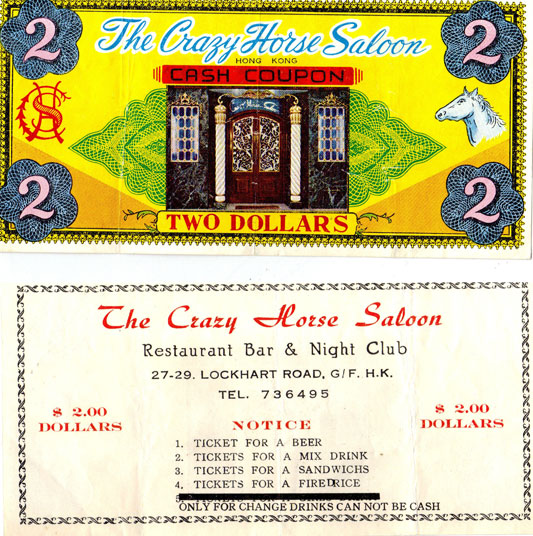 2 The Crazy Horse Saloon 2
HONG KONG
CASH COUPON
2 TWO DOLLARS 2
The Crazy Horse Saloon
Restaurant Bar & Night Club
27-29. LOCKHART ROAD, G/F. H.K.
TEL. 736495
$ 2.00
DOLLARS
$ 2.00
DOLLARS
NOTICE
1. TICKET FOR A BEER
2. TICKETS FOR A MIX DRINK
3. TICKETS FOR A SANDWICHS
4. TICKETS FOR A FIREDRICE
ONLY FOR CHANGE DRINKS CAN NOT BE CASH